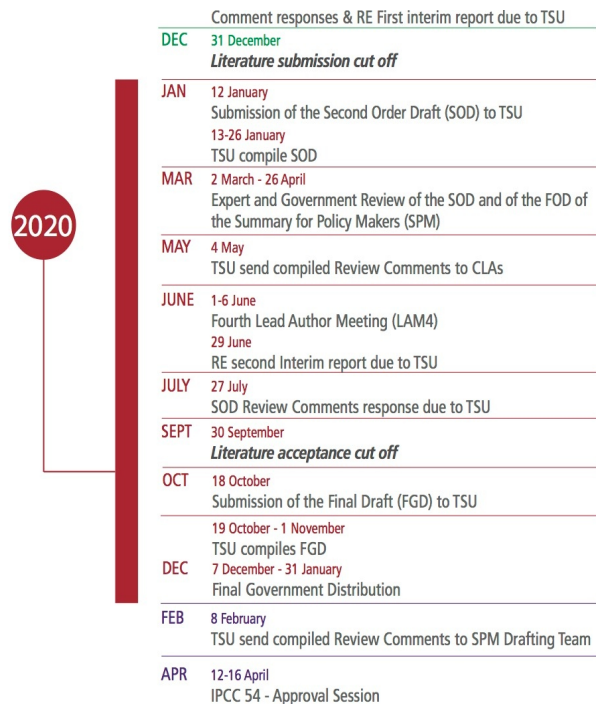 Comment responses & RE First interim report due to TSU
DEC 31 December
Literature submission cut off
JAN 12 January
Submission of the Second Order Draft (SOD) to TSU
13-26 January
TSU compile SOD
MAR 2 March - 26 April
Expert and Government Review of the SOD and of the FOD of
the Summary for Policy Makers (SPM)
2020
MAY 4 May
TSU send compiled Review Comments to CLAs
JUNE 1-6 June
Fourth Lead Author Meeting (LAM4)
29 June
RE second Interim report due to TSU
JULY 27 July
SOD Review Comments response due to TSU
SEPT 30 September
Literature acceptance cut off
OCT 18 October
Submission of the Final Draft (FGD) to TSU
19 October - 1 November
TSU compiles FGD
DEC 7 December - 31 January
Final Government Distribution
FEB 8 February
TSU send compiled Review Comments to SPM Drafting Team
APR 12-16 April
IPCC 54 - Approval Session